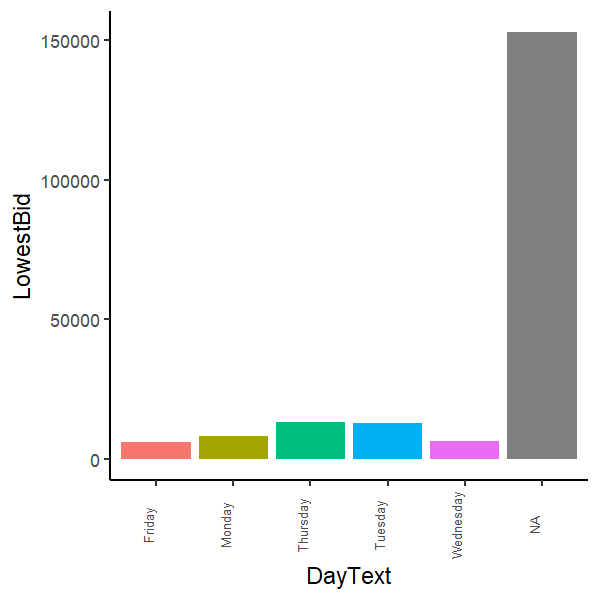 150000
100000
50000
0
LowestBid
Friday
Monday
Thursday
Tuesday
Wednesday
NA
DayText